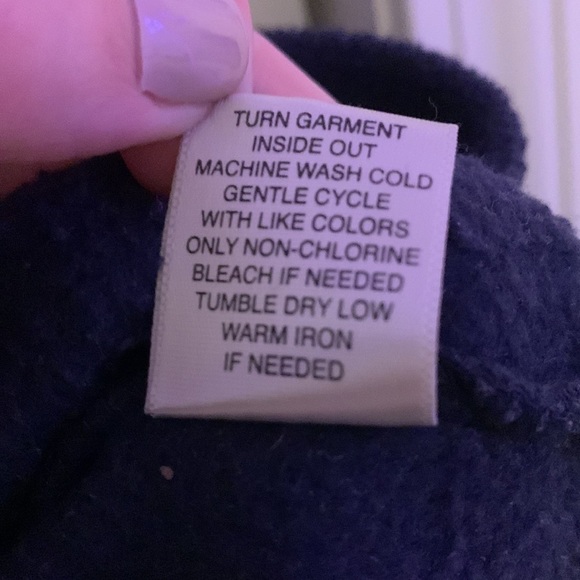 TURN GARMENT
INSIDE OUT
MACHINE WASH COLD
GENTLE CYCLE
WITH LIKE COLORS
ONLY NON-CHLORINE
BLEACH IF NEEDED
TUMBLE DRY LOW
WARM IRON
IF NEEDED